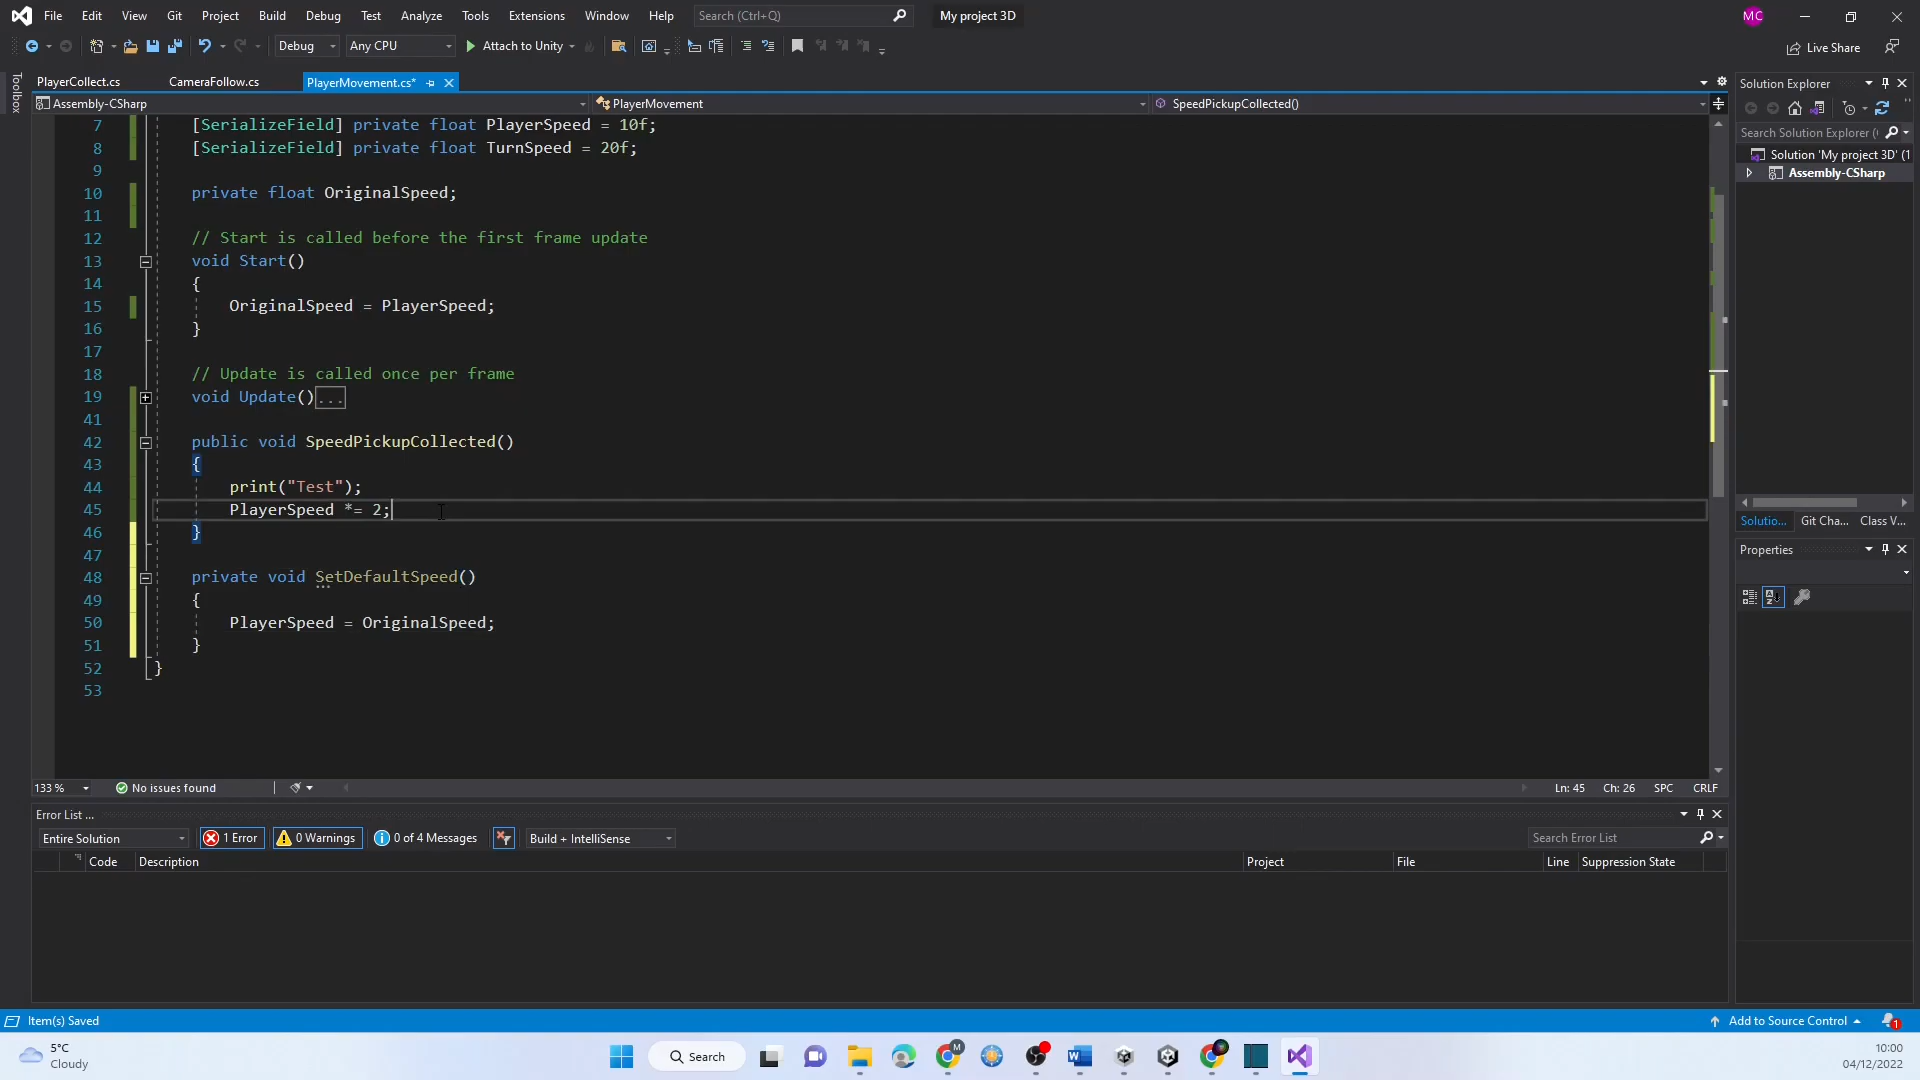 File Edit View Git Project Build Debug Test Analyze Tools Extensions Window Help Search (Ctrl+Q) My project 3D MC
Debug Any CPU Attach to Unity Live Share
Toolbox
PlayerCollect.cs CameraFollow.cs PlayerMovement.cs*
Assembly-CSharp PlayerMovement SpeedPickupCollected()
7 [SerializeField] private float PlayerSpeed = 10f;
8 [SerializeField] private float TurnSpeed = 20f;
9
10 private float OriginalSpeed;
11
12 // Start is called before the first frame update
13 void Start()
14 {
15 OriginalSpeed = PlayerSpeed;
16 }
17
18 // Update is called once per frame
19 void Update()...
41
42 public void SpeedPickupCollected()
43 {
44 print("Test");
45 PlayerSpeed *= 2;
46 }
47
48 private void SetDefaultSpeed()
49 {
50 PlayerSpeed = OriginalSpeed;
51 }
52 }
53
133 % No issues found Ln: 45 Ch: 26 SPC CRLF
Error List ...
Entire Solution 1 Error 0 Warnings 0 of 4 Messages Build + IntelliSense Search Error List
Code Description Project File Line Suppression State
Solution Explorer
Search Solution Explorer (
Solution 'My project 3D' (1
Assembly-CSharp
Solutio... Git Cha... Class V...
Properties
Item(s) Saved Add to Source Control 1
5°C
Cloudy
Search
10:00
04/12/2022